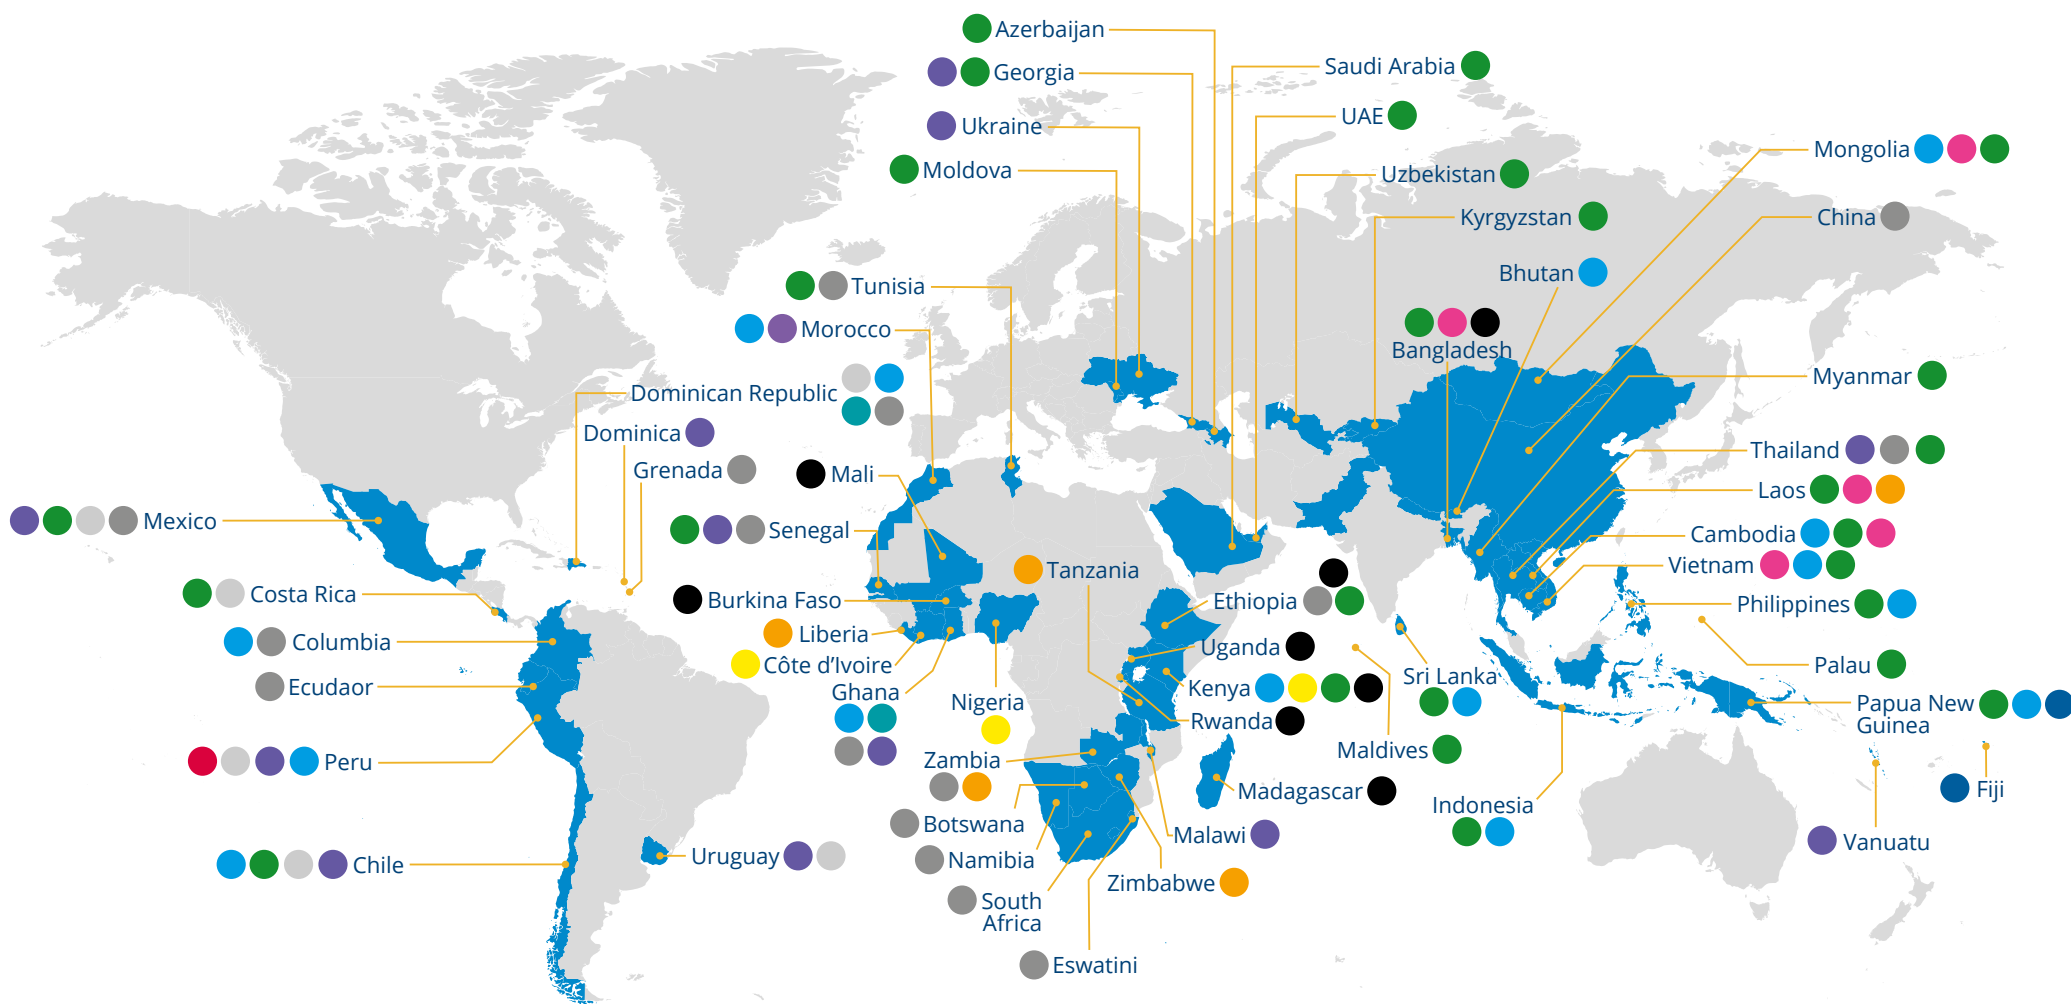 Azerbaijan
Georgia
Ukraine
Moldova
Saudi Arabia
UAE
Uzbekistan
Kyrgyzstan
Bhutan
Bangladesh
Mongolia
China
Myanmar
Thailand
Laos
Cambodia
Vietnam
Philippines
Palau
Papua New
Guinea
Fiji
Vanuatu
Tunisia
Morocco
Dominican Republic
Dominica
Grenada
Mali
Senegal
Mexico
Costa Rica
Columbia
Ecudaor
Peru
Chile
Uruguay
Burkina Faso
Liberia
Côte d’Ivoire
Ghana
Nigeria
Tanzania
Ethiopia
Uganda
Kenya
Rwanda
Sri Lanka
Maldives
Madagascar
Indonesia
Zambia
Botswana
Namibia
South
Africa
Eswatini
Malawi
Zimbabwe